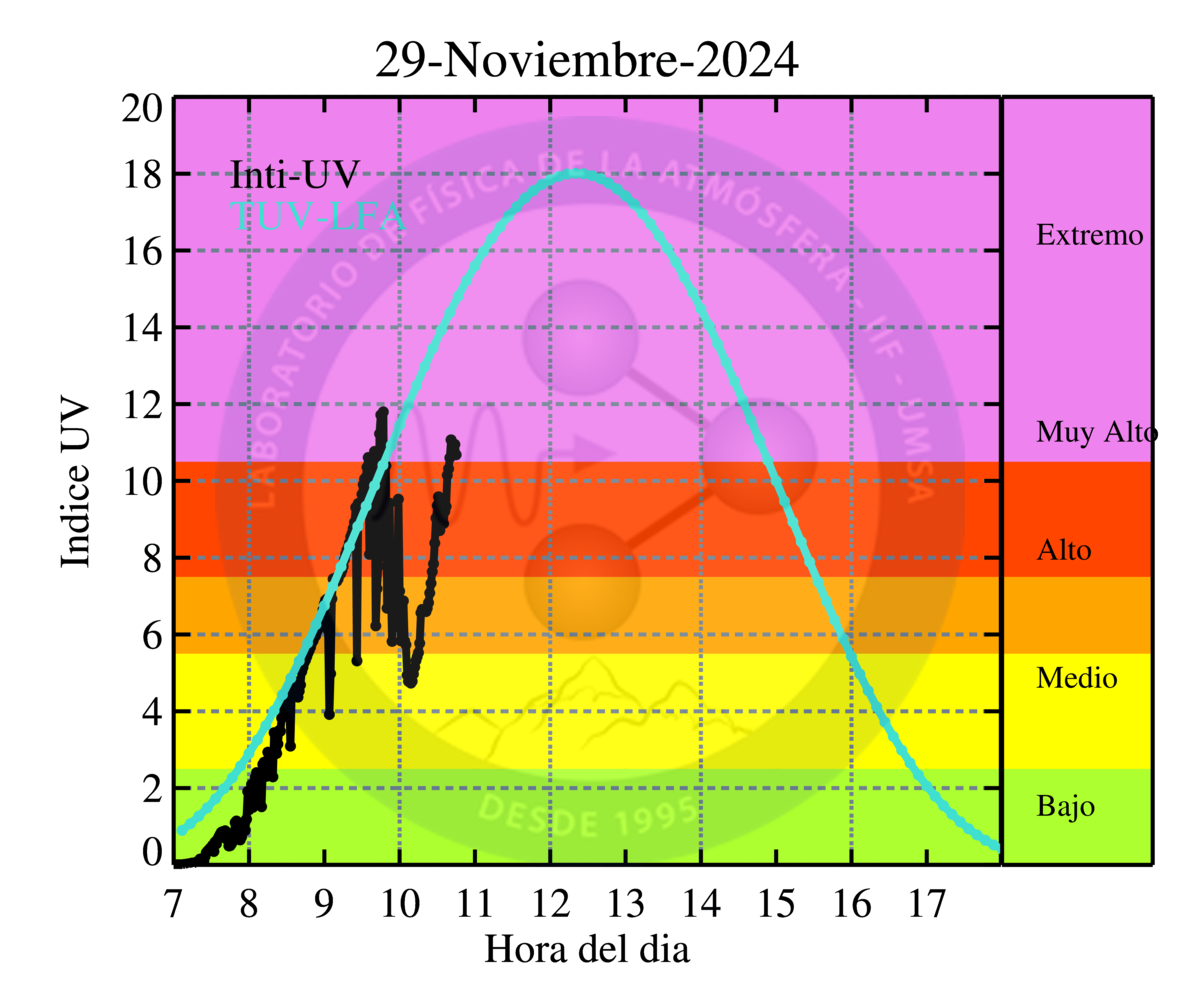 29-Noviembre-2024
20
18
16
14
12
10
8
6
4
2
0
Indice UV
Inti-UV
TUV-LFA
LABORATORIO DE FÍSICA DE LA ATMÓSFERA - IIF - UMSA
DESDE 1995
Extremo
Muy Alto
Alto
Medio
Bajo
7 8 9 10 11 12 13 14 15 16 17
Hora del dia